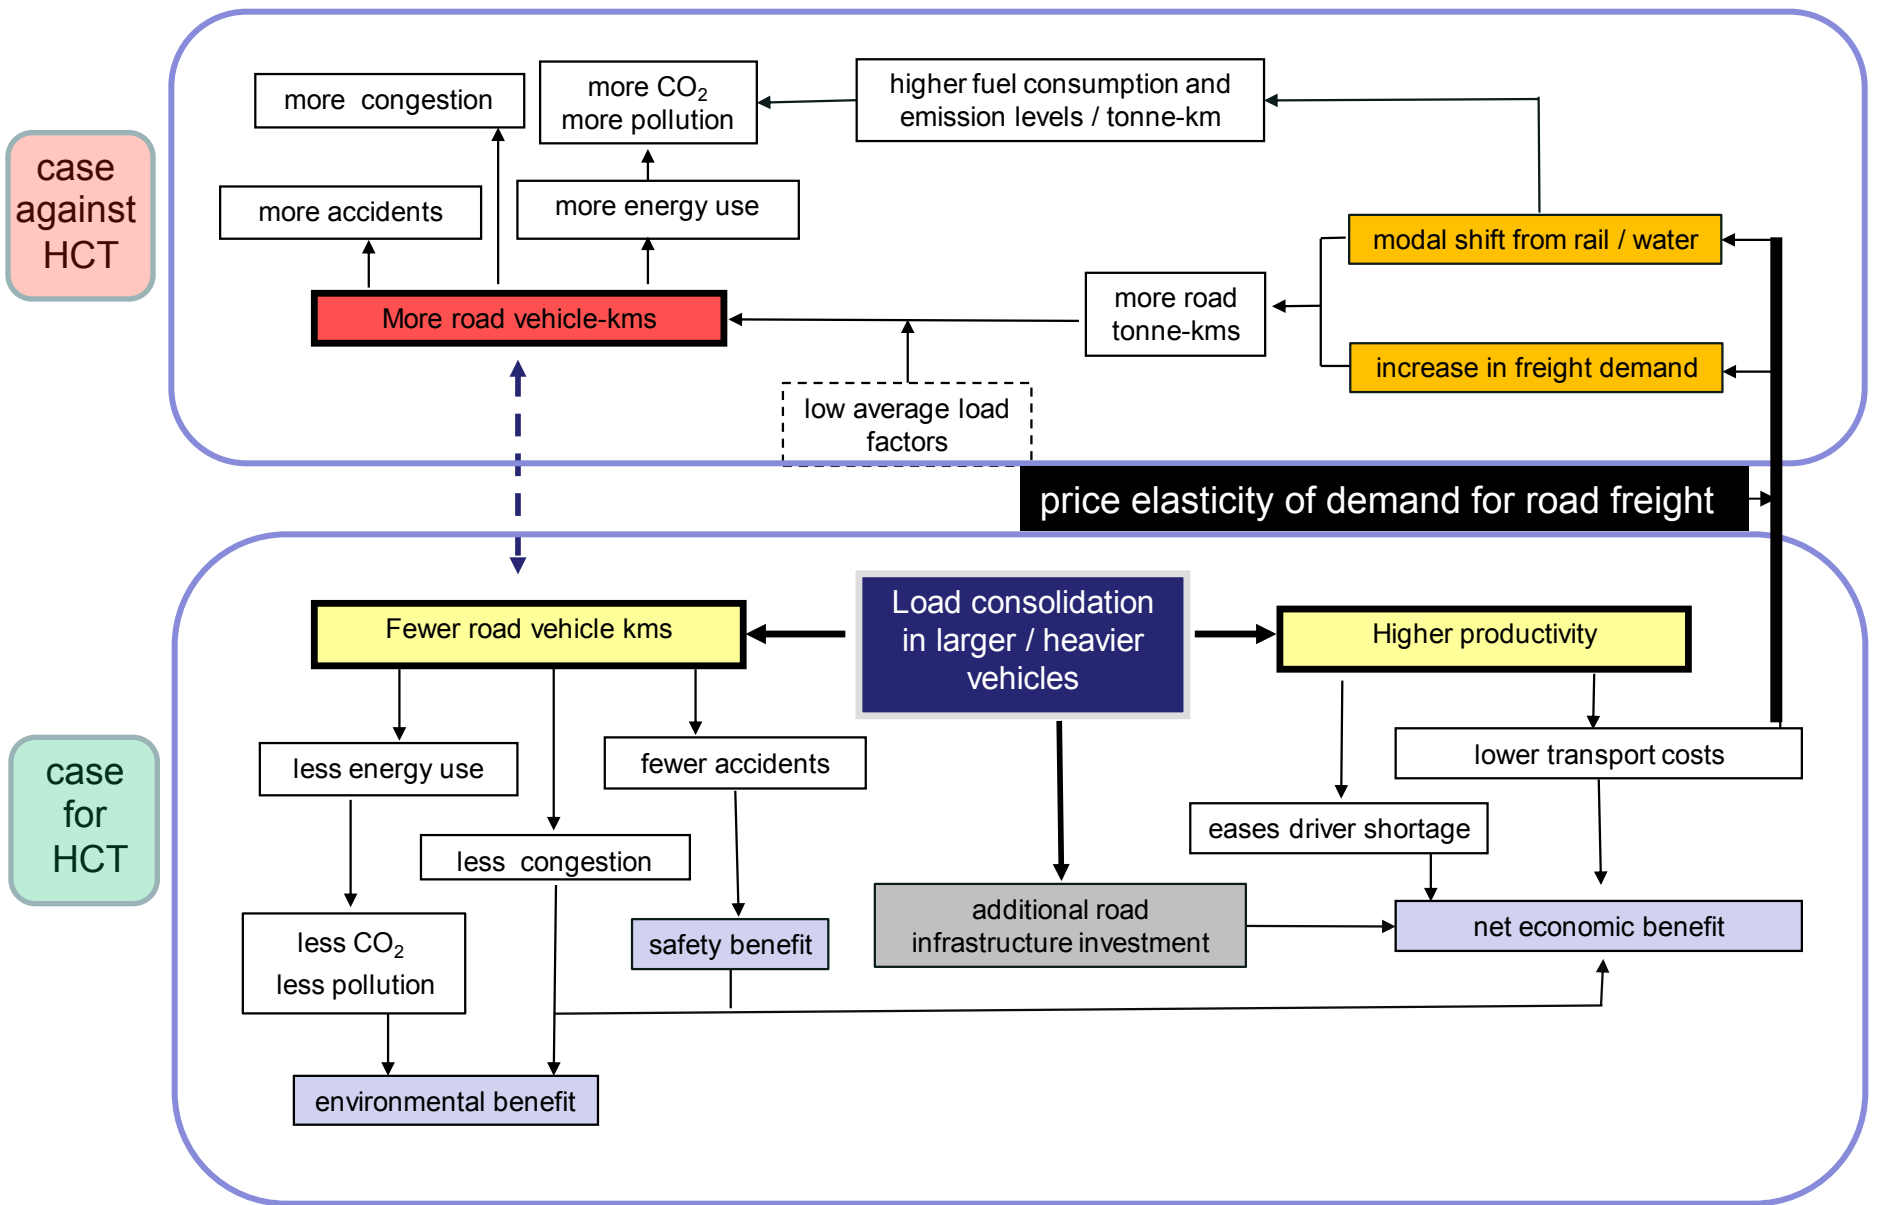 case
against
HCT
more congestion
more CO₂
more pollution
higher fuel consumption and
emission levels / tonne-km
more accidents
more energy use
modal shift from rail / water
More road vehicle-kms
more road
tonne-kms
increase in freight demand
low average load
factors
price elasticity of demand for road freight
case
for
HCT
Fewer road vehicle kms
Load consolidation
in larger / heavier
vehicles
Higher productivity
less energy use
fewer accidents
lower transport costs
eases driver shortage
less congestion
less CO₂
less pollution
safety benefit
additional road
infrastructure investment
net economic benefit
environmental benefit